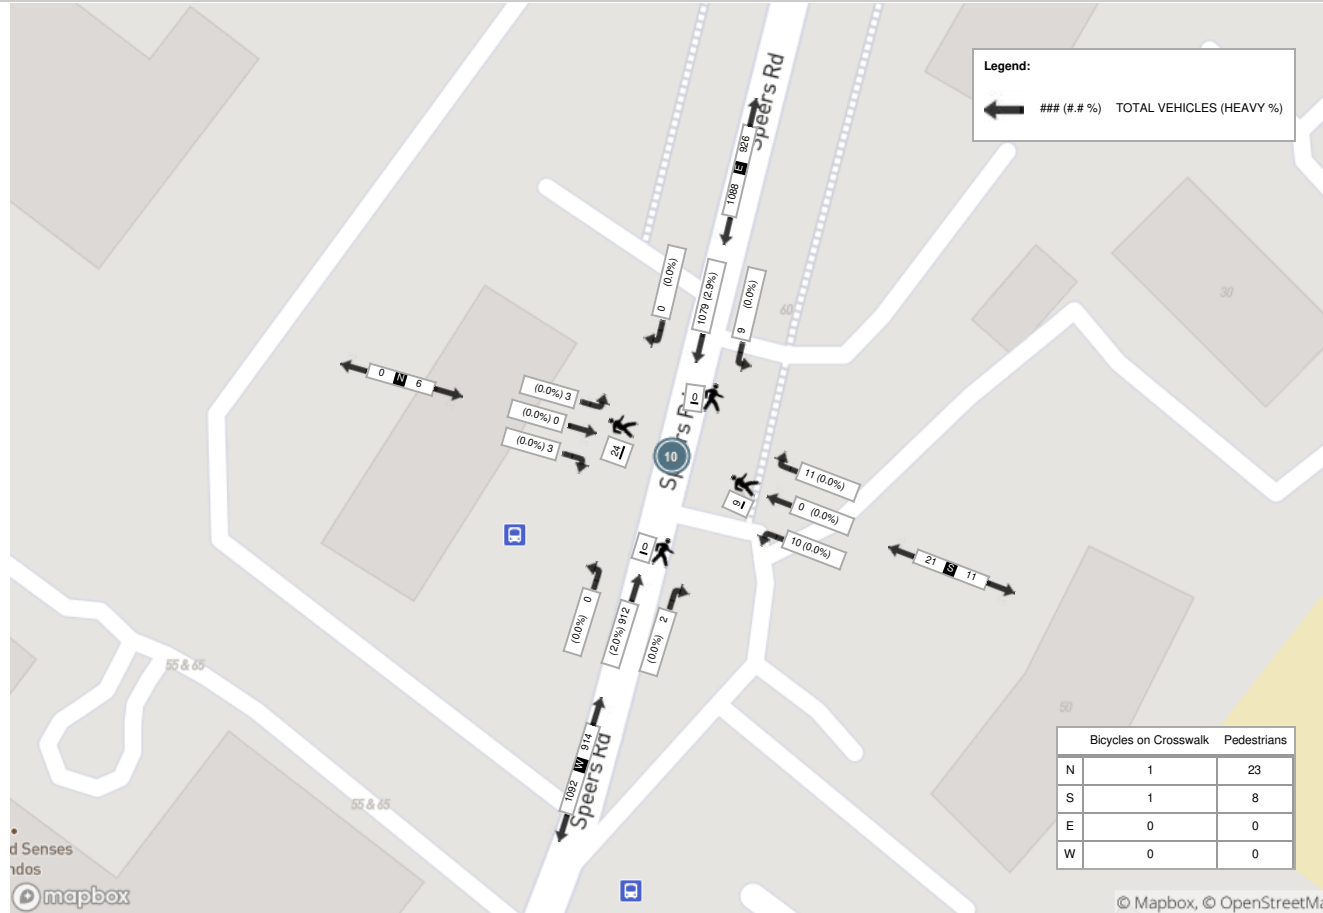 Legend:
### (#.# %) TOTAL VEHICLES (HEAVY %)
Speers Rd
926
E
1088
0 (0.0%)
1079 (2.9%)
9 (0.0%)
60
30
0 N 6
(0.0%) 3
(0.0%) 0
(0.0%) 3
24
0
10
Speers Rd
9
11 (0.0%)
0 (0.0%)
10 (0.0%)
21 S 11
0
(0.0%) 0
(2.0%) 912
(0.0%) 2
55 & 65
50
1092 W 914
Speers Rd
55 & 65
Bicycles on Crosswalk Pedestrians
N 1 23
S 1 8
E 0 0
W 0 0
d Senses
ndos
mapbox
© Mapbox, © OpenStreetMa